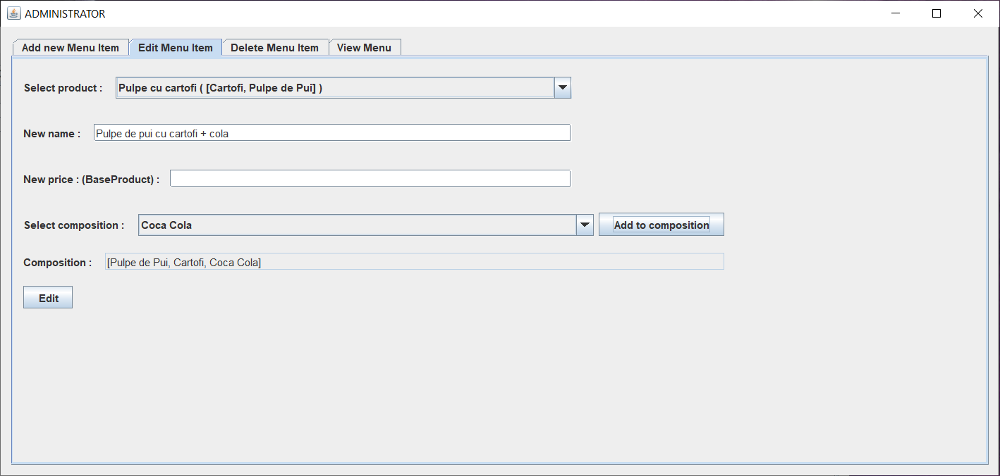 ADMINISTRATOR
Add new Menu Item Edit Menu Item Delete Menu Item View Menu
Select product : Pulpe cu cartofi ( [Cartofi, Pulpe de Pui] )
New name : Pulpe de pui cu cartofi + cola
New price : (BaseProduct) :
Select composition : Coca Cola Add to composition
Composition : [Pulpe de Pui, Cartofi, Coca Cola]
Edit